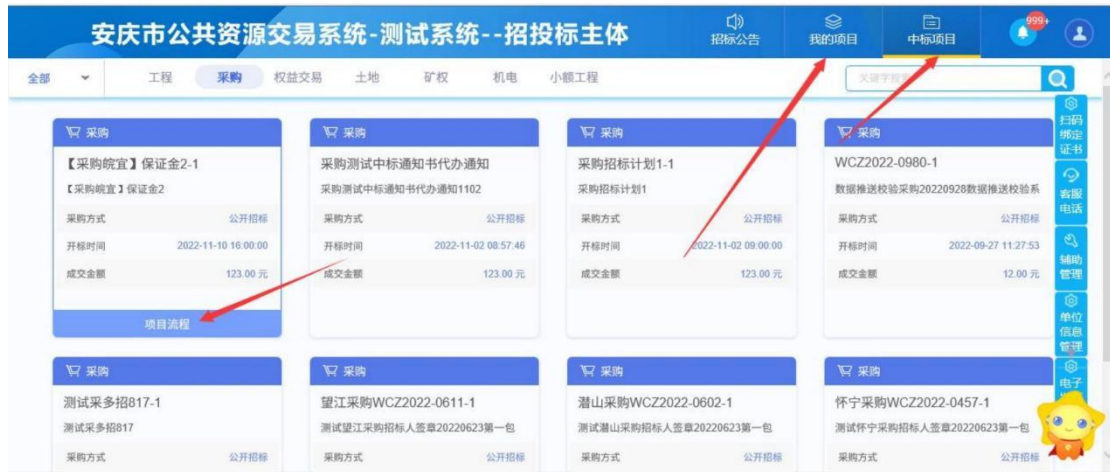 安庆市公共资源交易系统-测试系统--招投标主体
招标公告
我的项目
中标项目
999+
全部
工程
采购
权益交易
土地
矿权
机电
小额工程
关键字搜索
采购
【采购皖宜】保证金2-1
【采购皖宜】保证金2
采购方式 公开招标
开标时间 2022-11-10 16:00:00
成交金额 123.00 元
项目流程
采购
采购测试中标通知书代办通知
采购测试中标通知书代办通知1102
采购方式 公开招标
开标时间 2022-11-02 08:57:46
成交金额 123.00 元
采购
采购招标计划1-1
采购招标计划1
采购方式 公开招标
开标时间 2022-11-02 09:00:00
成交金额 123.00 元
采购
WCZ2022-0980-1
数据推送校验采购20220928数据推送校验系
采购方式 公开招标
开标时间 2022-09-27 11:27:53
成交金额 12.00 元
扫码
绑定
证书
客服
电话
辅助
管理
单位
信息
管理
电子
采购
测试采多招817-1
测试采多招817
采购方式 公开招标
采购
望江采购WCZ2022-0611-1
测试望江采购招标人签章20220623第一包
采购方式 公开招标
采购
潜山采购WCZ2022-0602-1
测试潜山采购招标人签章20220623第一包
采购方式 公开招标
采购
怀宁采购WCZ2022-0457-1
测试怀宁采购招标人签章20220623第一包
采购方式 公开招标